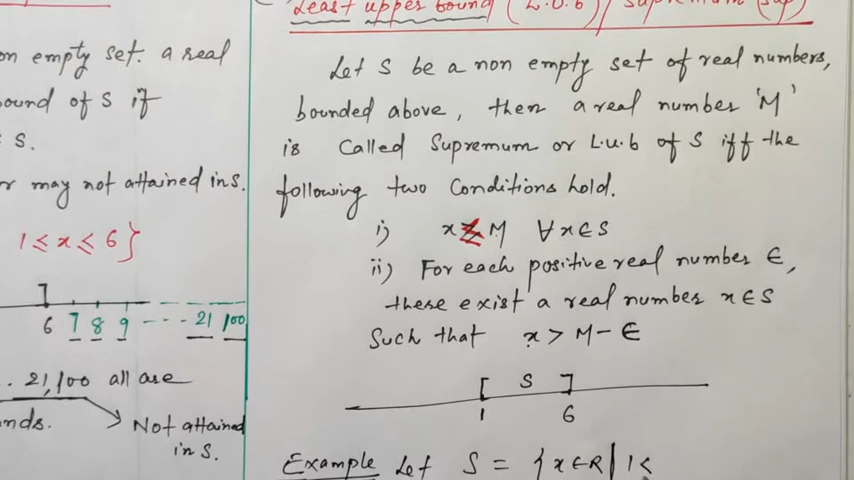 on empty set. a real
ound of S if
S.
r may not attained in S.
1 ≤ x ≤ 6}
6 7 8 9 --- 21 100
.. 21,100 all are
nds.
Not attained
in S.
Least upper bound (L.U.b) / Supremum (Sup)
Let S be a non empty set of real numbers,
bounded above, then a real number 'M'
is Called Supremum or L.u.b of S iff the
following two Conditions hold.
i) x ≤ M ∀ x ∈ S
ii) For each positive real number ∈,
these exist a real number x ∈ S
Such that x > M - ∈
[ S ]
1 6
Example Let S = {x ∈ R | 1 <